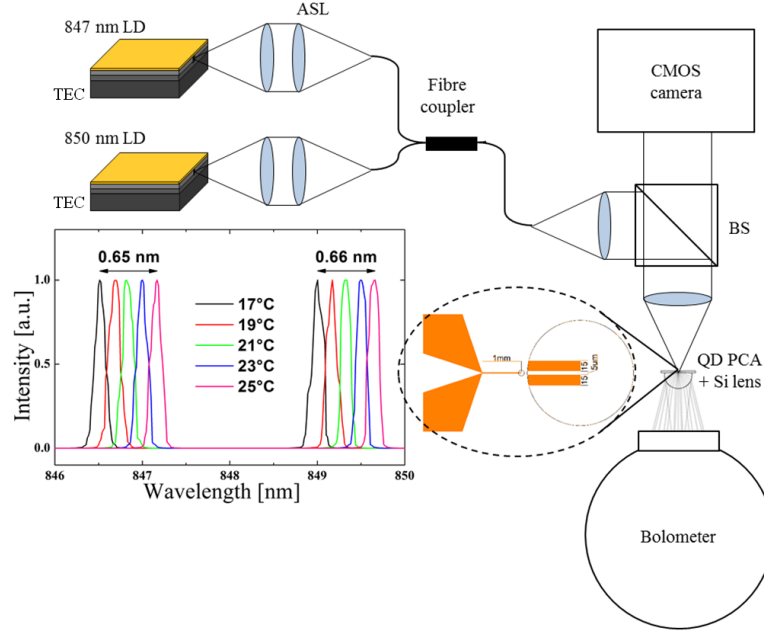 847 nm LD
ASL
TEC
850 nm LD
TEC
Fibre
coupler
CMOS
camera
BS
0.65 nm
0.66 nm
1.0
0.5
0.0
Intensity [a.u.]
17°C
19°C
21°C
23°C
25°C
846
847
848
849
850
Wavelength [nm]
1mm
15
15
5um
QD PCA
+ Si lens
Bolometer